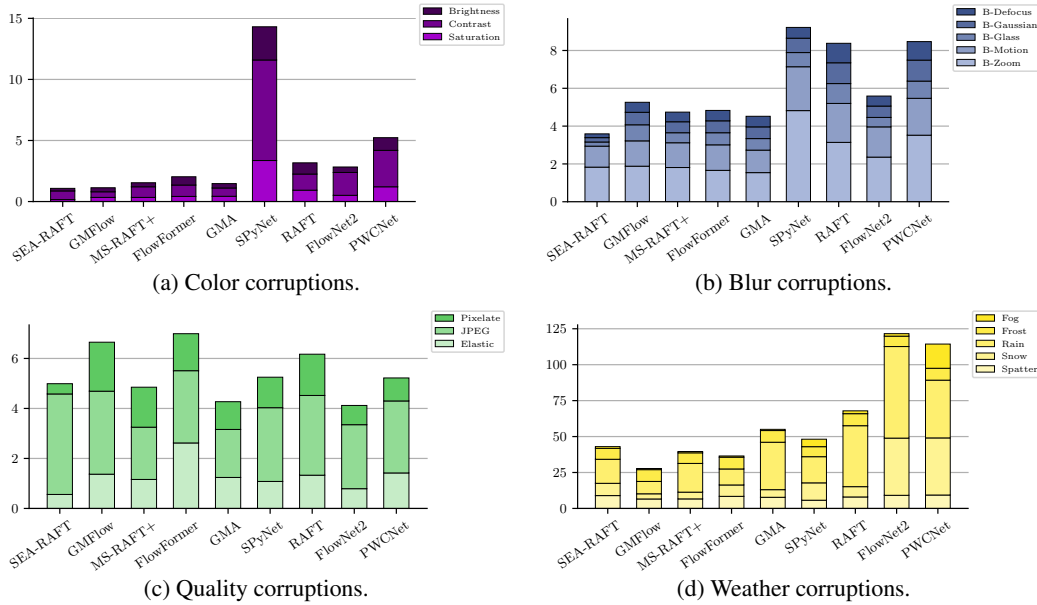 15
10
5
0
Brightness
Contrast
Saturation
SEA-RAFT
GMFlow
MS-RAFT+
FlowFormer
GMA
SPyNet
RAFT
FlowNet2
PWCNet
(a) Color corruptions.
8
6
4
2
0
B-Defocus
B-Gaussian
B-Glass
B-Motion
B-Zoom
SEA-RAFT
GMFlow
MS-RAFT+
FlowFormer
GMA
SPyNet
RAFT
FlowNet2
PWCNet
(b) Blur corruptions.
6
4
2
0
Pixelate
JPEG
Elastic
SEA-RAFT
GMFlow
MS-RAFT+
FlowFormer
GMA
SPyNet
RAFT
FlowNet2
PWCNet
(c) Quality corruptions.
125
100
75
50
25
0
Fog
Frost
Rain
Snow
Spatter
SEA-RAFT
GMFlow
MS-RAFT+
FlowFormer
GMA
SPyNet
RAFT
FlowNet2
PWCNet
(d) Weather corruptions.